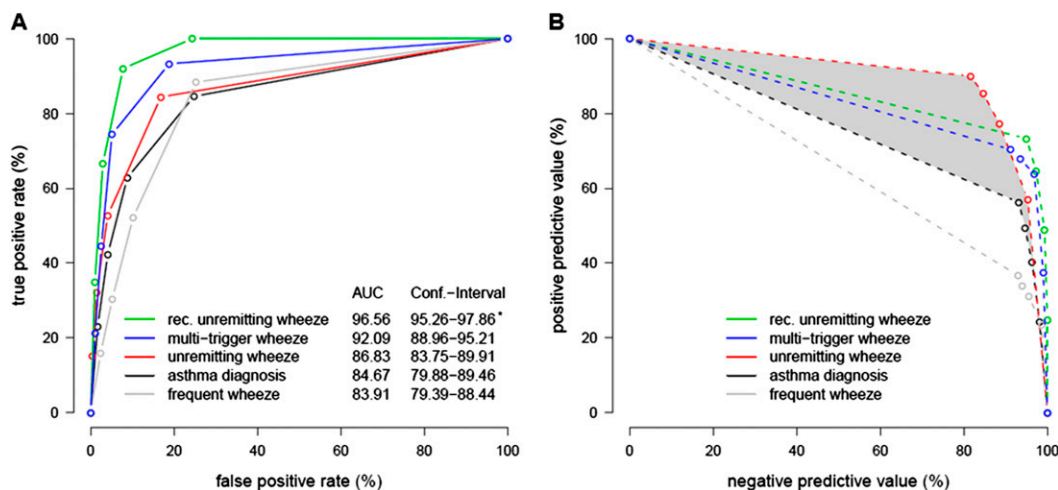 A
true positive rate (%)
100
80
60
40
20
0
AUC Conf.-Interval
rec. unremitting wheeze 96.56 95.26-97.86*
multi-trigger wheeze 92.09 88.96-95.21
unremitting wheeze 86.83 83.75-89.91
asthma diagnosis 84.67 79.88-89.46
frequent wheeze 83.91 79.39-88.44
0 20 40 60 80 100
false positive rate (%)
B
positive predictive value (%)
100
80
60
40
20
0
rec. unremitting wheeze
multi-trigger wheeze
unremitting wheeze
asthma diagnosis
frequent wheeze
0 20 40 60 80 100
negative predictive value (%)